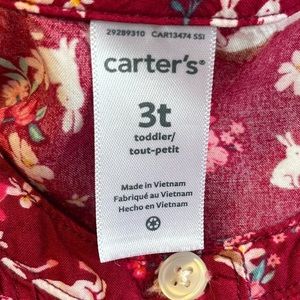 29289310 CAR13474 SSI
carter's®
3t
toddler/
tout-petit
Made in Vietnam
Fabriqué au Vietnam
Hecho en Vietnam